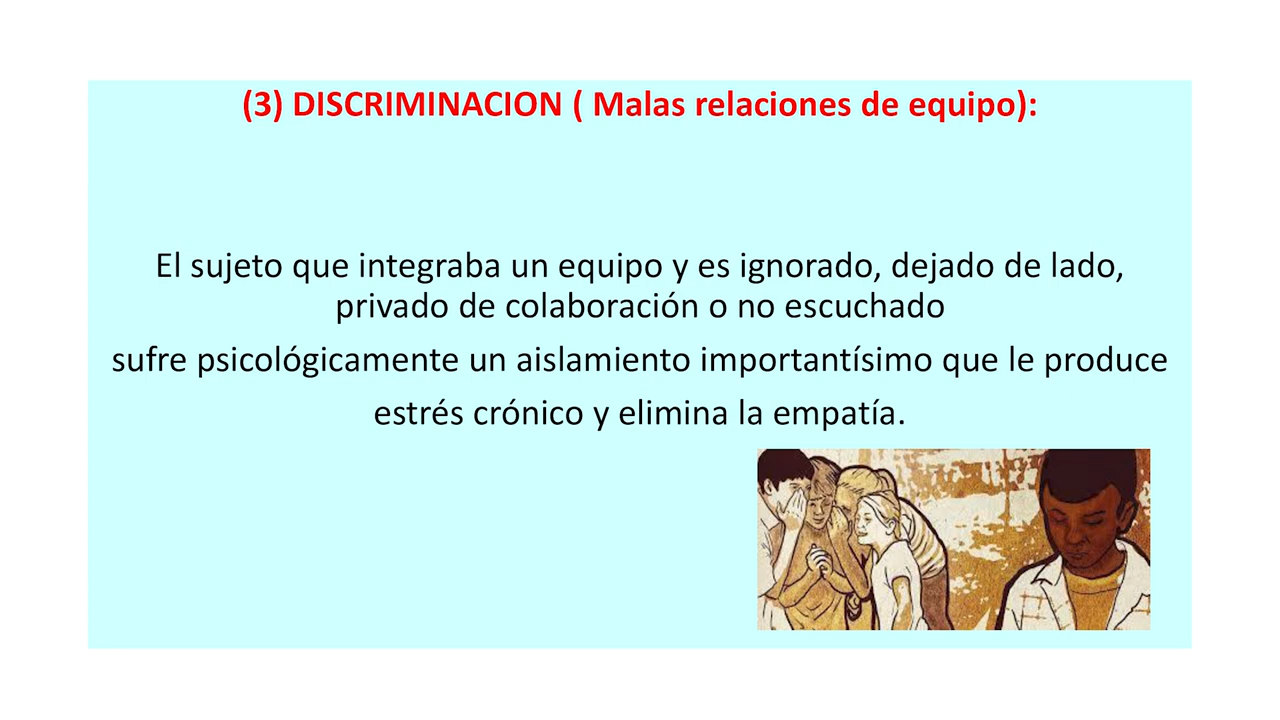 (3) DISCRIMINACION ( Malas relaciones de equipo):
El sujeto que integraba un equipo y es ignorado, dejado de lado,
privado de colaboración o no escuchado
sufre psicológicamente un aislamiento importantísimo que le produce
estrés crónico y elimina la empatía.